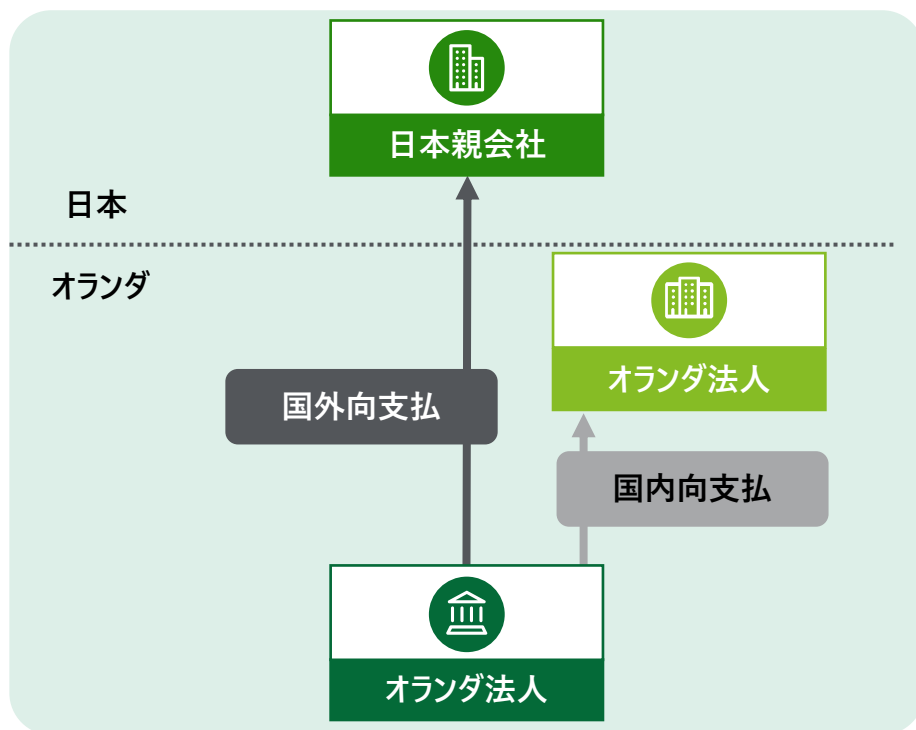 日本親会社
日本
オランダ
オランダ法人
国外向支払
国内向支払
オランダ法人